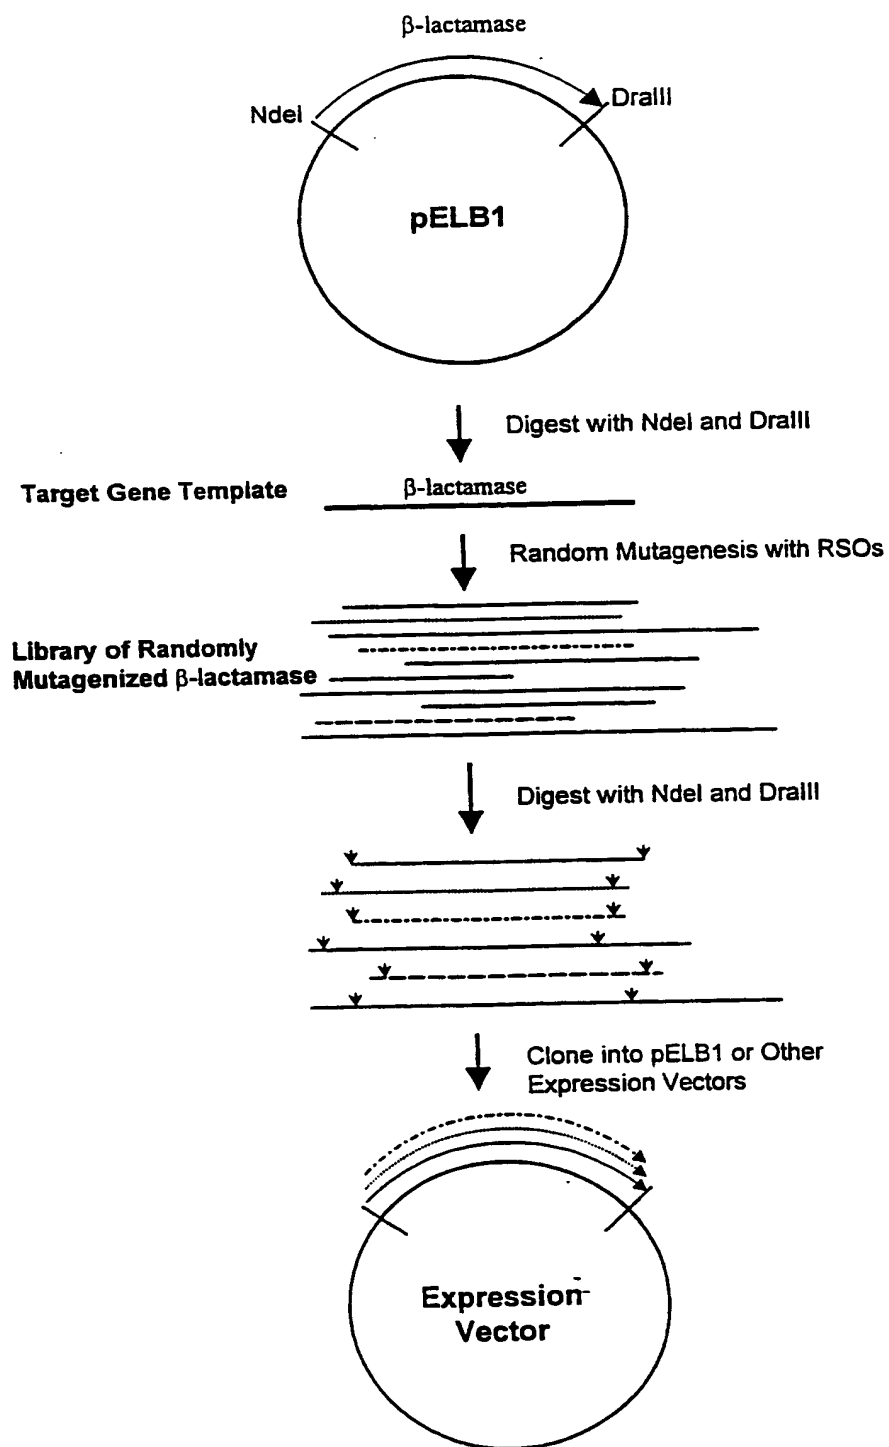 β-lactamase
NdeI
DraIII
pELB1
Digest with NdeI and DraIII
Target Gene Template
β-lactamase
Random Mutagenesis with RSOs
Library of Randomly
Mutagenized β-lactamase
Digest with NdeI and DraIII
Clone into pELB1 or Other
Expression Vectors
Expression
Vector